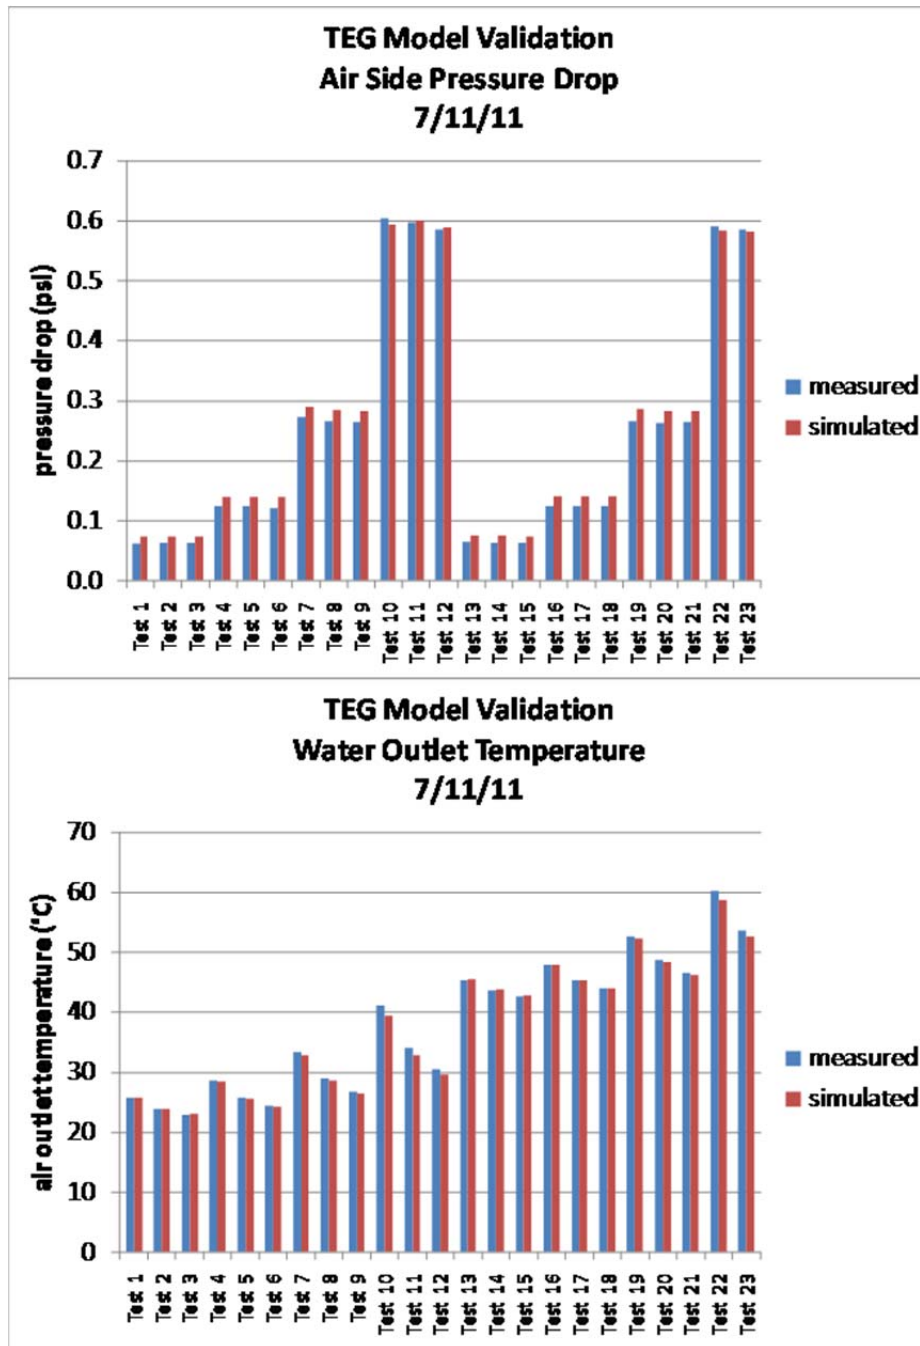 TEG Model Validation
Air Side Pressure Drop
7/11/11
0.7
0.6
0.5
0.4
0.3
0.2
0.1
0.0
pressure drop (psi)
measured
simulated
Test 1
Test 2
Test 3
Test 4
Test 5
Test 6
Test 7
Test 8
Test 9
Test 10
Test 11
Test 12
Test 13
Test 14
Test 15
Test 16
Test 17
Test 18
Test 19
Test 20
Test 21
Test 22
Test 23
TEG Model Validation
Water Outlet Temperature
7/11/11
70
60
50
40
30
20
10
0
air outlet temperature (°C)
measured
simulated
Test 1
Test 2
Test 3
Test 4
Test 5
Test 6
Test 7
Test 8
Test 9
Test 10
Test 11
Test 12
Test 13
Test 14
Test 15
Test 16
Test 17
Test 18
Test 19
Test 20
Test 21
Test 22
Test 23